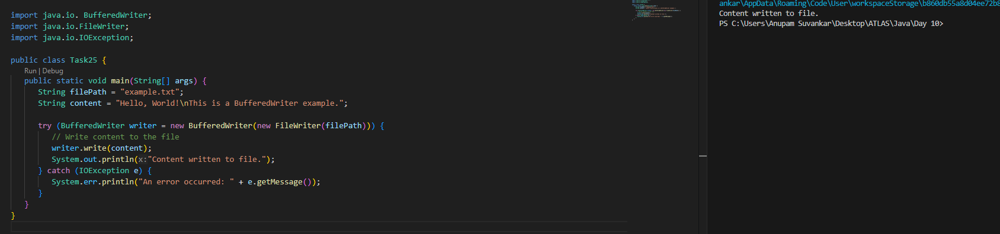 import java.io. BufferedWriter;
import java.io.FileWriter;
import java.io.IOException;
public class Task25 {
Run | Debug
public static void main(String[] args) {
String filePath = "example.txt";
String content = "Hello, World!\nThis is a BufferedWriter example.";
try (BufferedWriter writer = new BufferedWriter(new FileWriter(filePath))) {
// Write content to the file
writer.write(content);
System.out.println(x:"Content written to file.");
} catch (IOException e) {
System.err.println("An error occurred: " + e.getMessage());
}
}
}
ankar\AppData\Roaming\Code\User\workspaceStorage\b860db55a8d04ee72b8
Content written to file.
PS C:\Users\Anupam Suvankar\Desktop\ATLAS\Java\Day 10>